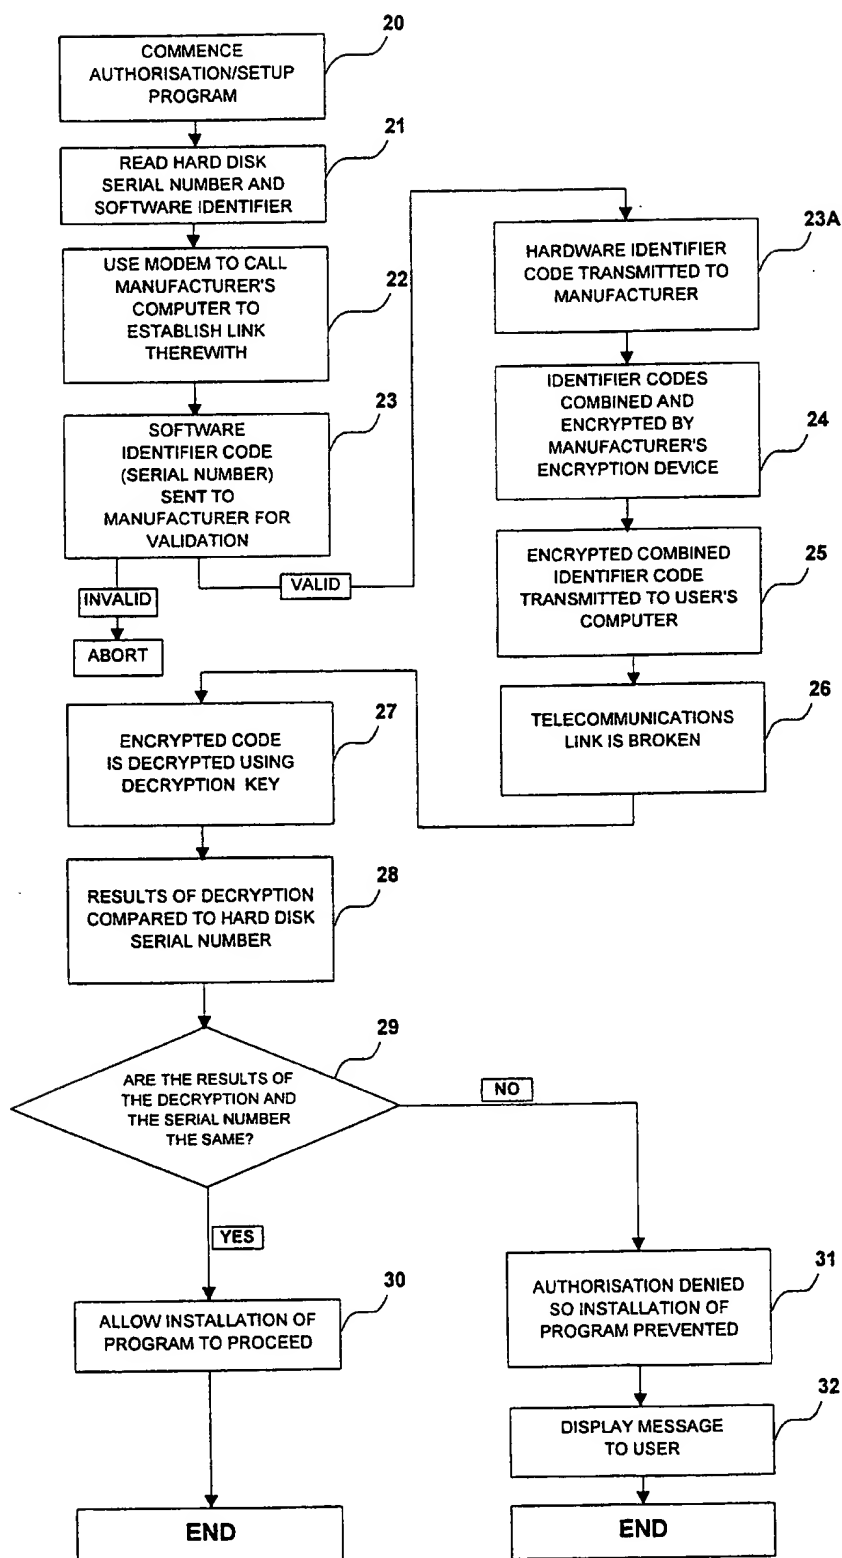 20
COMMENCE
AUTHORISATION/SETUP
PROGRAM
21
READ HARD DISK
SERIAL NUMBER AND
SOFTWARE IDENTIFIER
22
USE MODEM TO CALL
MANUFACTURER'S
COMPUTER TO
ESTABLISH LINK
THEREWITH
23
SOFTWARE
IDENTIFIER CODE
(SERIAL NUMBER)
SENT TO
MANUFACTURER FOR
VALIDATION
INVALID
VALID
ABORT
23A
HARDWARE IDENTIFIER
CODE TRANSMITTED TO
MANUFACTURER
24
IDENTIFIER CODES
COMBINED AND
ENCRYPTED BY
MANUFACTURER'S
ENCRYPTION DEVICE
25
ENCRYPTED COMBINED
IDENTIFIER CODE
TRANSMITTED TO USER'S
COMPUTER
26
TELECOMMUNICATIONS
LINK IS BROKEN
27
ENCRYPTED CODE
IS DECRYPTED USING
DECRYPTION KEY
28
RESULTS OF DECRYPTION
COMPARED TO HARD DISK
SERIAL NUMBER
29
ARE THE RESULTS OF
THE DECRYPTION AND
THE SERIAL NUMBER
THE SAME?
NO
YES
30
ALLOW INSTALLATION OF
PROGRAM TO PROCEED
END
31
AUTHORISATION DENIED
SO INSTALLATION OF
PROGRAM PREVENTED
32
DISPLAY MESSAGE
TO USER
END